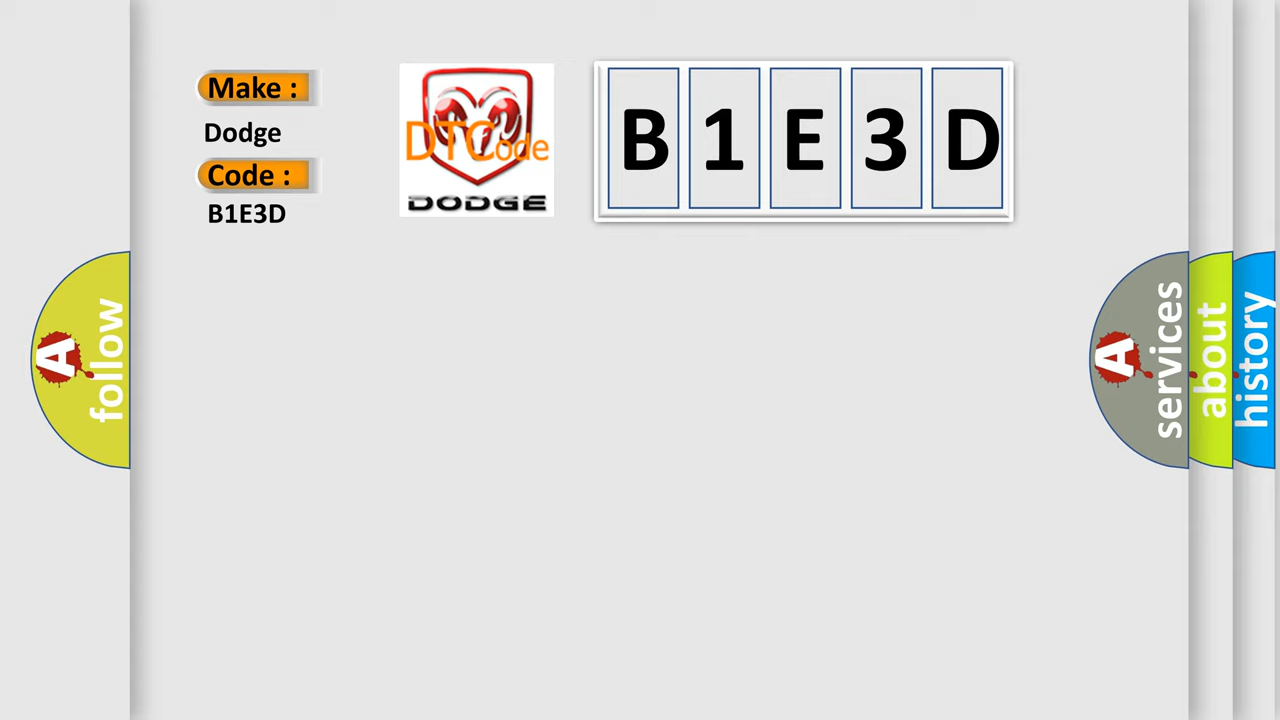 Make :
Dodge
Code :
B1E3D
DTCode
DODGE
B 1 E 3 D
A
follow
A
services
about
history